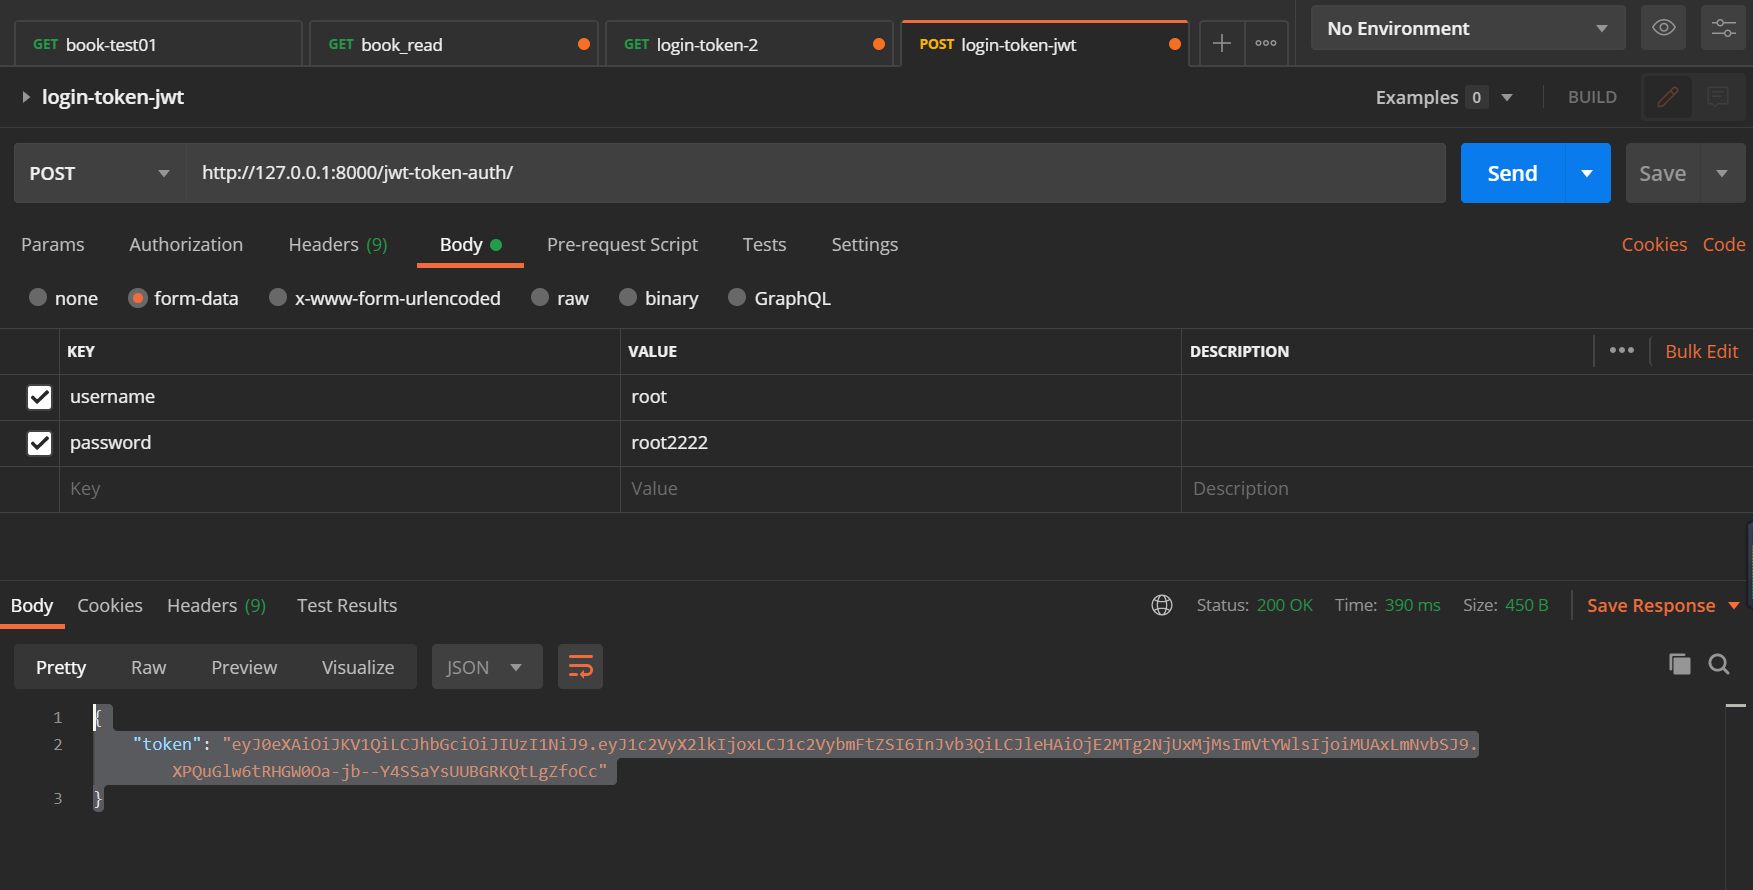 GET book-test01 GET book_read GET login-token-2 POST login-token-jwt No Environment
login-token-jwt Examples 0 BUILD
POST http://127.0.0.1:8000/jwt-token-auth/ Send Save
Params Authorization Headers (9) Body Pre-request Script Tests Settings Cookies Code
none form-data x-www-form-urlencoded raw binary GraphQL
KEY VALUE DESCRIPTION Bulk Edit
username root
password root2222
Key Value Description
Body Cookies Headers (9) Test Results Status: 200 OK Time: 390 ms Size: 450 B Save Response
Pretty Raw Preview Visualize JSON
1 {
2 "token": "eyJ0eXAiOiJKV1QiLCJhbGciOiJIUzI1NiJ9.eyJ1c2VyX2lkIjoxLCJ1c2VybmFtZSI6InJvb3QiLCJleHAiOjE2MTg2NjUxMjMsImVtYWlsIjoiMUAxLmNvbSJ9.
XPQuGlw6tRHGW0Oa-jb--Y4SSaYsUUBGRKQtLgZfoCc"
3 }